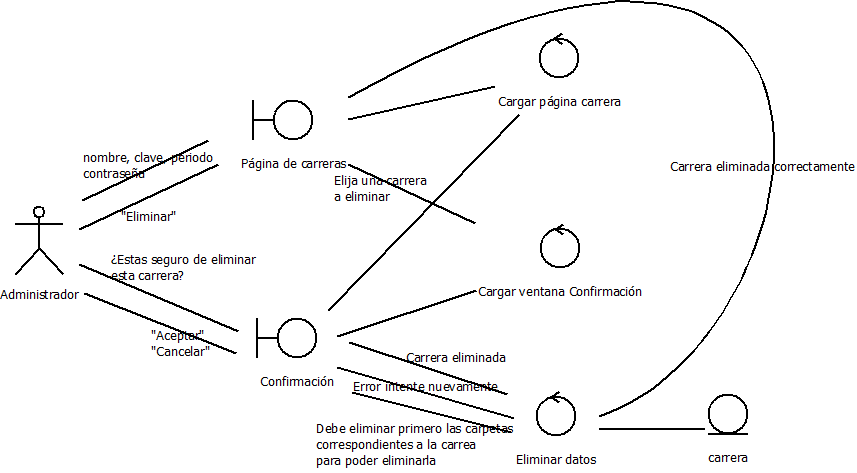 Cargar página carrera
nombre, clave, periodo
contraseña
Página de carreras
Carrera eliminada correctamente
Elija una carrera
a eliminar
"Eliminar"
¿Estas seguro de eliminar
esta carrera?
Administrador
Cargar ventana Confirmación
"Aceptar"
"Cancelar"
Confirmación
Carrera eliminada
Error intente nuevamente
Debe eliminar primero las carpetas
correspondientes a la carrea
para poder eliminarla
Eliminar datos
carrera